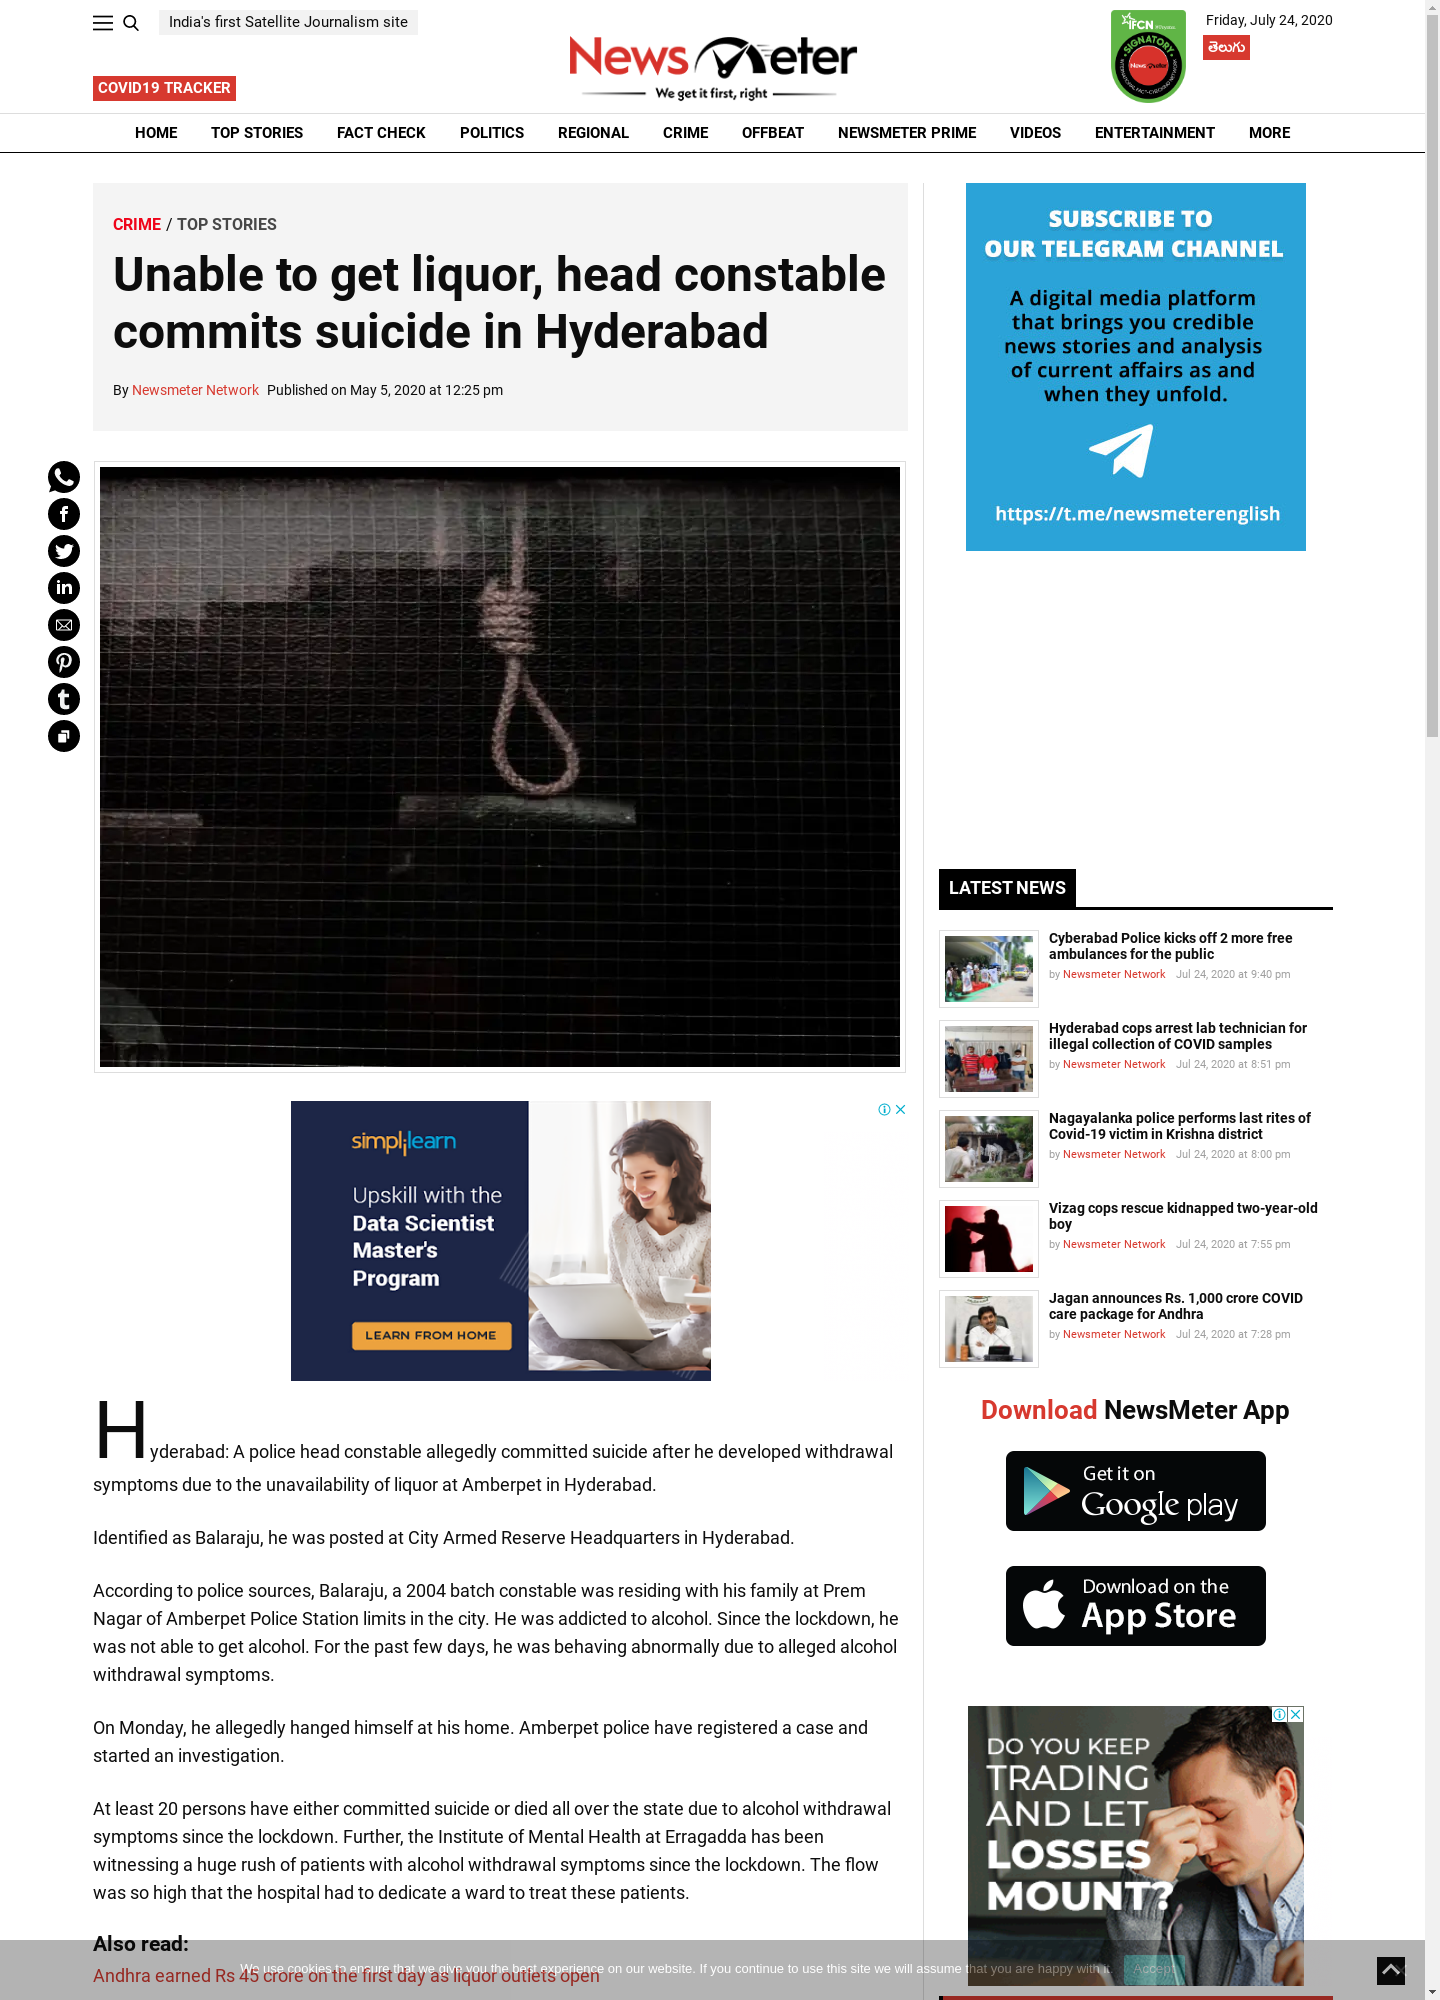 India's first Satellite Journalism site
COVID19 TRACKER
News Meter
We get it first, right
IFCN
SIGNATORY
News Meter
Friday, July 24, 2020
తెలుగు
HOME TOP STORIES FACT CHECK POLITICS REGIONAL CRIME OFFBEAT NEWSMETER PRIME VIDEOS ENTERTAINMENT MORE
CRIME / TOP STORIES
Unable to get liquor, head constable
commits suicide in Hyderabad
By Newsmeter Network Published on May 5, 2020 at 12:25 pm
simplilearn
Upskill with the
Data Scientist
Master's
Program
LEARN FROM HOME
Hyderabad: A police head constable allegedly committed suicide after he developed withdrawal
symptoms due to the unavailability of liquor at Amberpet in Hyderabad.
Identified as Balaraju, he was posted at City Armed Reserve Headquarters in Hyderabad.
According to police sources, Balaraju, a 2004 batch constable was residing with his family at Prem
Nagar of Amberpet Police Station limits in the city. He was addicted to alcohol. Since the lockdown, he
was not able to get alcohol. For the past few days, he was behaving abnormally due to alleged alcohol
withdrawal symptoms.
On Monday, he allegedly hanged himself at his home. Amberpet police have registered a case and
started an investigation.
At least 20 persons have either committed suicide or died all over the state due to alcohol withdrawal
symptoms since the lockdown. Further, the Institute of Mental Health at Erragadda has been
witnessing a huge rush of patients with alcohol withdrawal symptoms since the lockdown. The flow
was so high that the hospital had to dedicate a ward to treat these patients.
Also read:
Andhra earned Rs 45 crore on the first day as liquor outlets open
SUBSCRIBE TO
OUR TELEGRAM CHANNEL
A digital media platform
that brings you credible
news stories and analysis
of current affairs as and
when they unfold.
https://t.me/newsmeterenglish
LATEST NEWS
Cyberabad Police kicks off 2 more free
ambulances for the public
by Newsmeter Network Jul 24, 2020 at 9:40 pm
Hyderabad cops arrest lab technician for
illegal collection of COVID samples
by Newsmeter Network Jul 24, 2020 at 8:51 pm
Nagayalanka police performs last rites of
Covid-19 victim in Krishna district
by Newsmeter Network Jul 24, 2020 at 8:00 pm
Vizag cops rescue kidnapped two-year-old
boy
by Newsmeter Network Jul 24, 2020 at 7:55 pm
Jagan announces Rs. 1,000 crore COVID
care package for Andhra
by Newsmeter Network Jul 24, 2020 at 7:28 pm
Download NewsMeter App
Get it on
Google play
Download on the
App Store
DO YOU KEEP
TRADING
AND LET
LOSSES
MOUNT?
We use cookies to ensure that we give you the best experience on our website. If you continue to use this site we will assume that you are happy with it. Accept